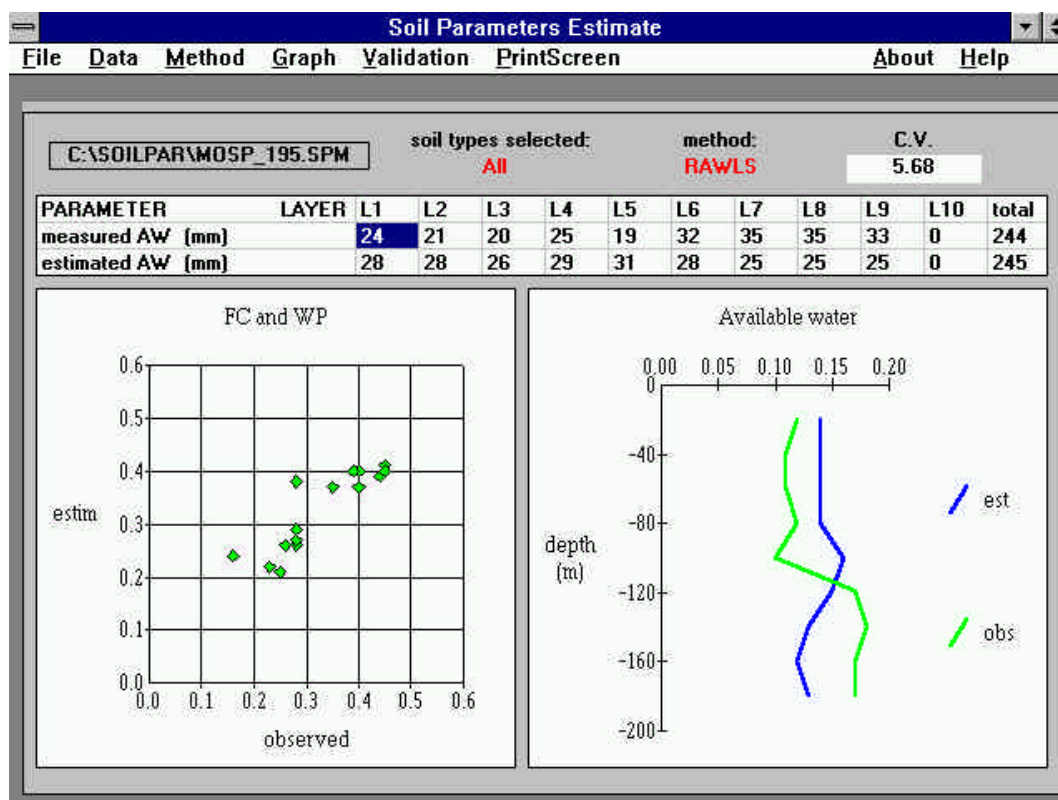 Soil Parameters Estimate
File Data Method Graph Validation PrintScreen About Help
soil types selected: method: C.V.
C:\SOILPAR\MOSP_195.SPM All RAWLS 5.68
PARAMETER LAYER L1 L2 L3 L4 L5 L6 L7 L8 L9 L10 total
measured AW (mm) 24 21 20 25 19 32 35 35 33 0 244
estimated AW (mm) 28 28 26 29 31 28 25 25 25 0 245
FC and WP
0.6
0.5
0.4
estim
0.3
0.2
0.1
0.0
0.0 0.1 0.2 0.3 0.4 0.5 0.6
observed
Available water
0.00 0.05 0.10 0.15 0.20
0
-40
-80
depth
(m)
-120
-160
-200
est
obs